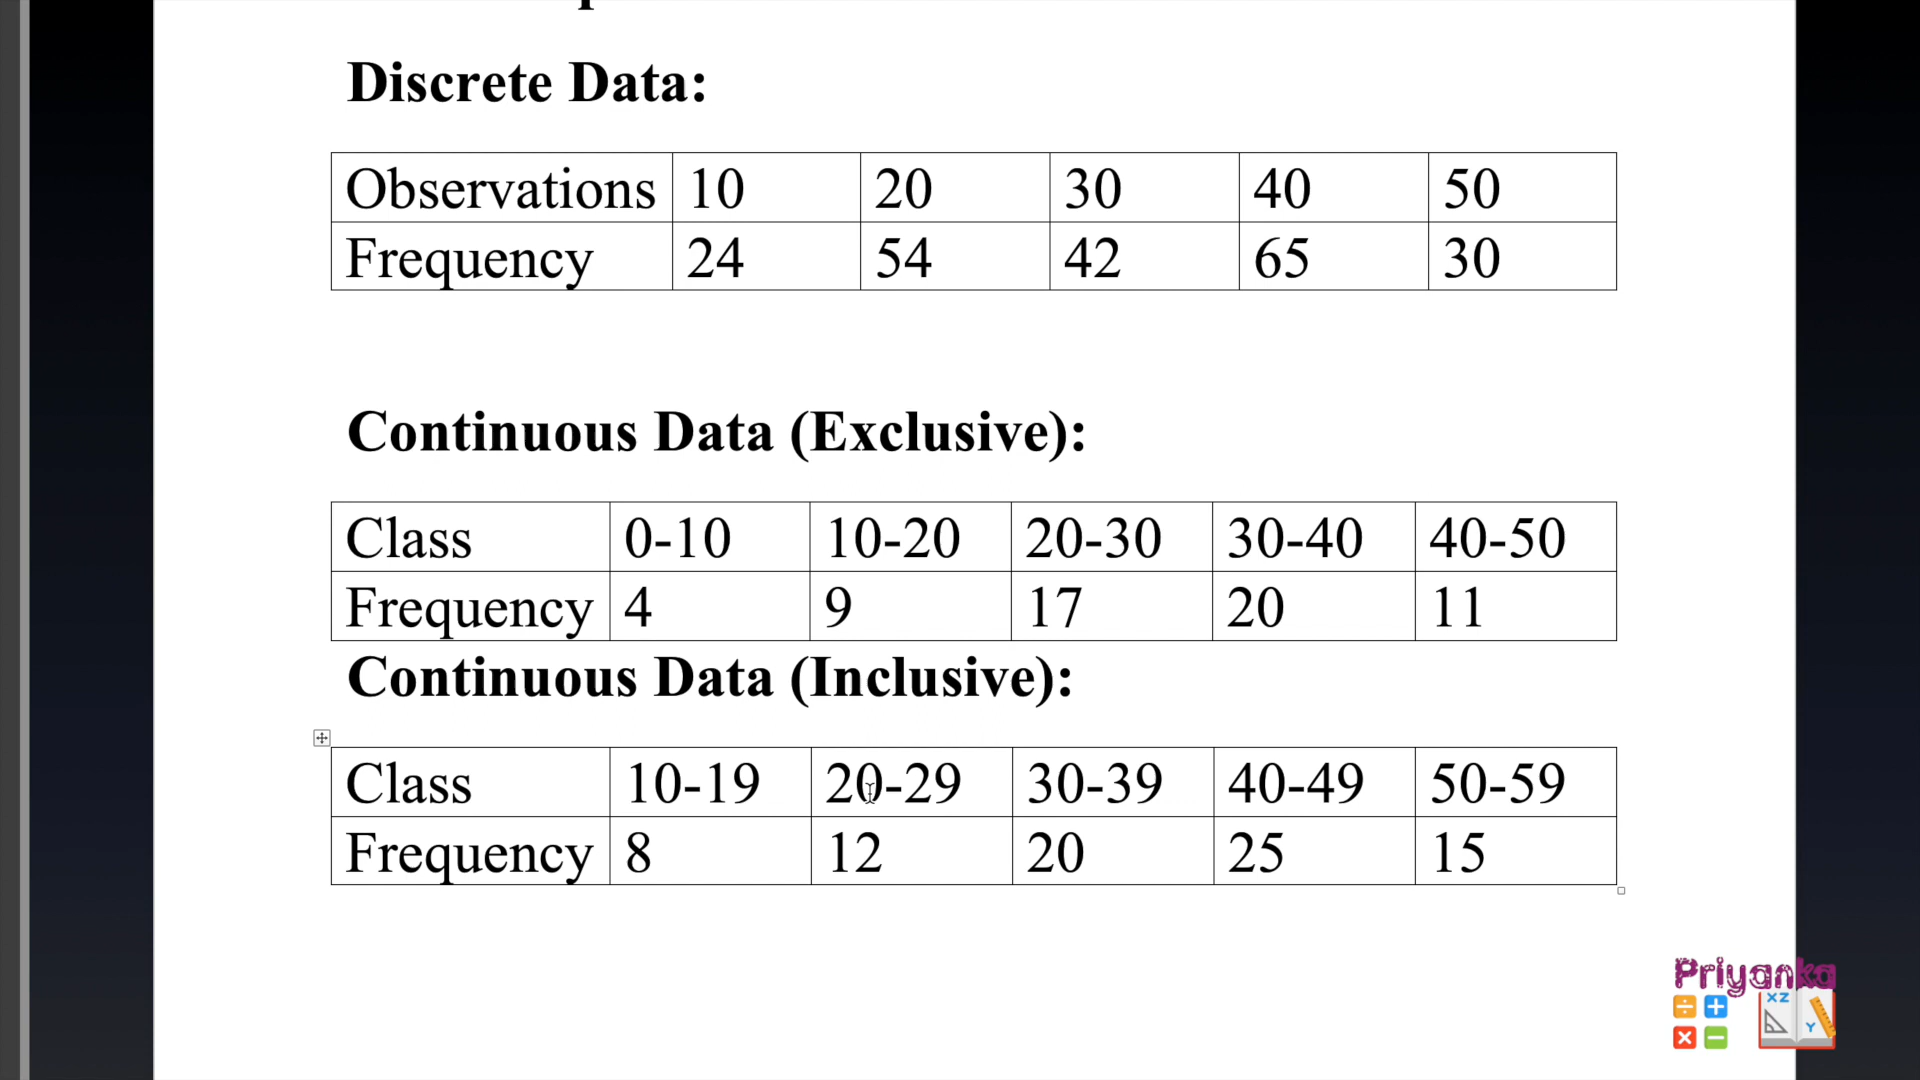 Discrete Data:
Observations 10 20 30 40 50
Frequency 24 54 42 65 30
Continuous Data (Exclusive):
Class 0-10 10-20 20-30 30-40 40-50
Frequency 4 9 17 20 11
Continuous Data (Inclusive):
Class 10-19 20-29 30-39 40-49 50-59
Frequency 8 12 20 25 15
Priyanka
XZ
Y